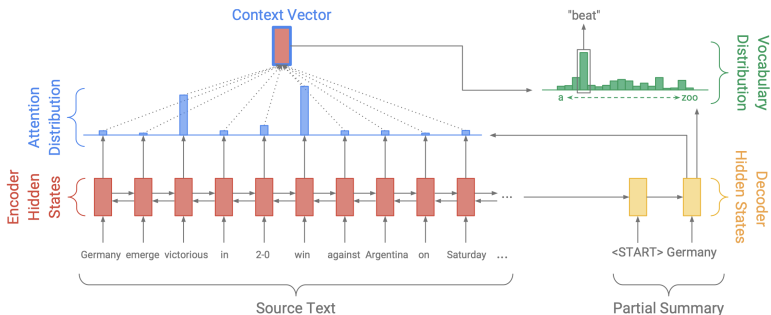 Context Vector
"beat"
Attention
Distribution
a
zoo
Vocabulary
Distribution
Encoder
Hidden
States
...
Decoder
Hidden States
Germany emerge victorious in 2-0 win against Argentina on Saturday ...
<START> Germany
Source Text
Partial Summary